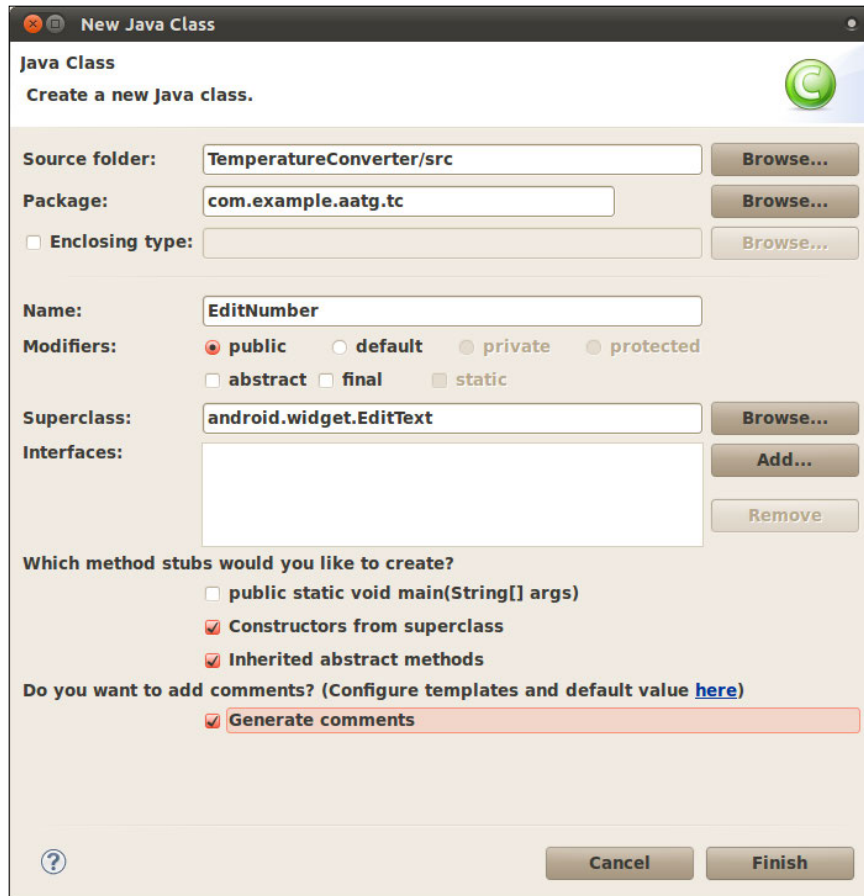 New Java Class
Java Class
Create a new Java class.
C
Source folder: TemperatureConverter/src Browse...
Package: com.example.aatg.tc Browse...
Enclosing type: Browse...
Name: EditNumber
Modifiers: public default private protected
abstract final static
Superclass: android.widget.EditText Browse...
Interfaces: Add...
Remove
Which method stubs would you like to create?
public static void main(String[] args)
Constructors from superclass
Inherited abstract methods
Do you want to add comments? (Configure templates and default value here)
Generate comments
? Cancel Finish